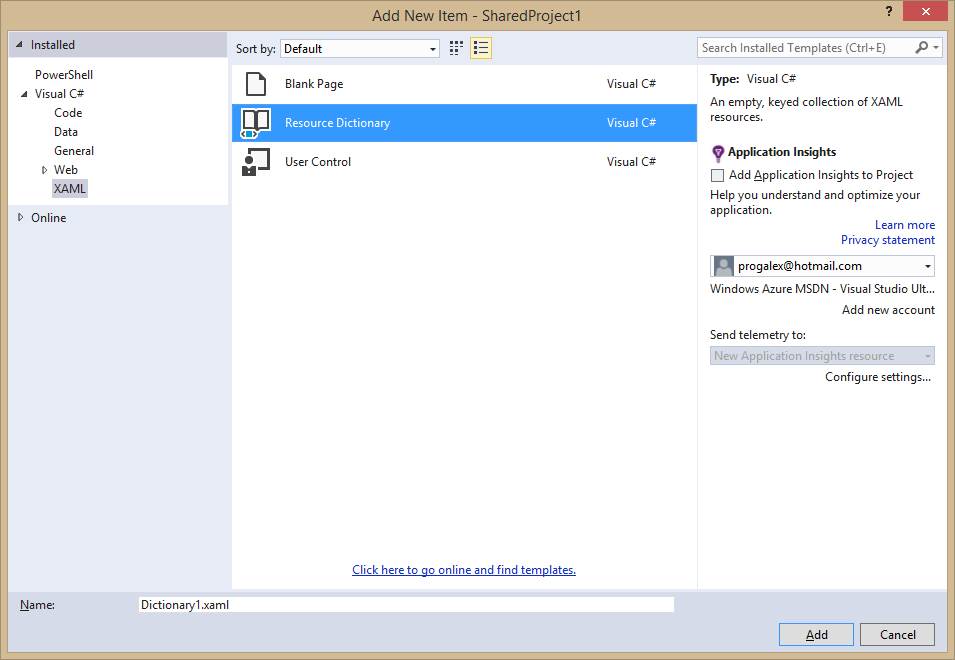 Add New Item - SharedProject1
?
Installed
PowerShell
Visual C#
Code
Data
General
Web
XAML
Online
Sort by: Default
Search Installed Templates (Ctrl+E)
Blank Page Visual C#
Resource Dictionary Visual C#
User Control Visual C#
Click here to go online and find templates.
Type: Visual C#
An empty, keyed collection of XAML
resources.
Application Insights
Add Application Insights to Project
Help you understand and optimize your
application.
Learn more
Privacy statement
progalex@hotmail.com
Windows Azure MSDN - Visual Studio Ult...
Add new account
Send telemetry to:
New Application Insights resource
Configure settings...
Name: Dictionary1.xaml
Add Cancel